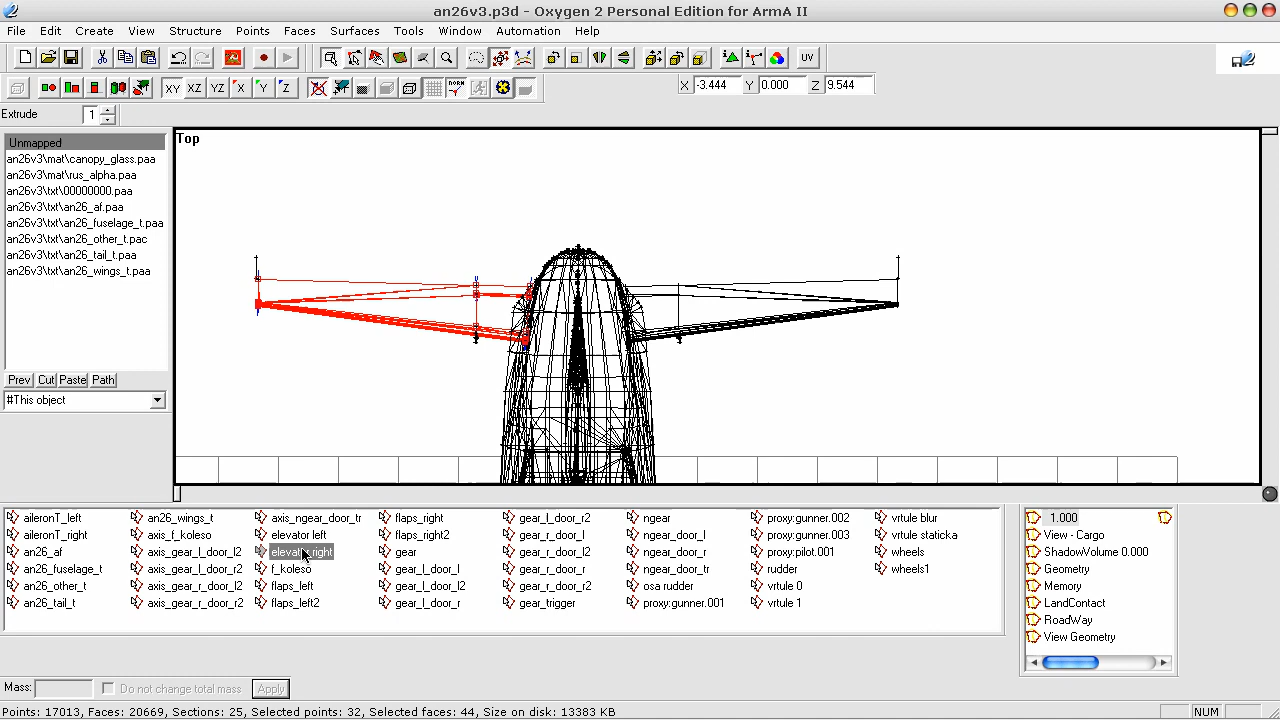 an26v3.p3d - Oxygen 2 Personal Edition for ArmA II
File Edit Create View Structure Points Faces Surfaces Tools Window Automation Help
UV
XY XZ YZ X Y Z NORM X -3.444 Y 0.000 Z 9.544
Extrude 1
Top
Unmapped
an26v3\mat\canopy_glass.paa
an26v3\mat\rus_alpha.paa
an26v3\txt\00000000.paa
an26v3\txt\an26_af.paa
an26v3\txt\an26_fuselage_t.paa
an26v3\txt\an26_other_t.pac
an26v3\txt\an26_tail_t.paa
an26v3\txt\an26_wings_t.paa
Prev Cut Paste Path
#This object
aileronT_left an26_wings_t axis_ngear_door_tr flaps_right gear_l_door_r2 ngear proxy:gunner.002 vrtule blur 1.000
aileronT_right axis_f_koleso elevator left flaps_right2 gear_r_door_l ngear_door_l proxy:gunner.003 vrtule staticka View - Cargo
an26_af axis_gear_l_door_l2 elevator right gear gear_r_door_l2 ngear_door_r proxy:pilot.001 wheels ShadowVolume 0.000
an26_fuselage_t axis_gear_l_door_r2 f_koleso gear_l_door_l gear_r_door_r ngear_door_tr rudder wheels1 Geometry
an26_other_t axis_gear_r_door_l2 flaps_left gear_l_door_l2 gear_r_door_r2 osa rudder vrtule 0 Memory
an26_tail_t axis_gear_r_door_r2 flaps_left2 gear_l_door_r gear_trigger proxy:gunner.001 vrtule 1 LandContact
RoadWay
View Geometry
Mass: Do not change total mass Apply
Points: 17013, Faces: 20669, Sections: 25, Selected points: 32, Selected faces: 44, Size on disk: 13383 KB NUM